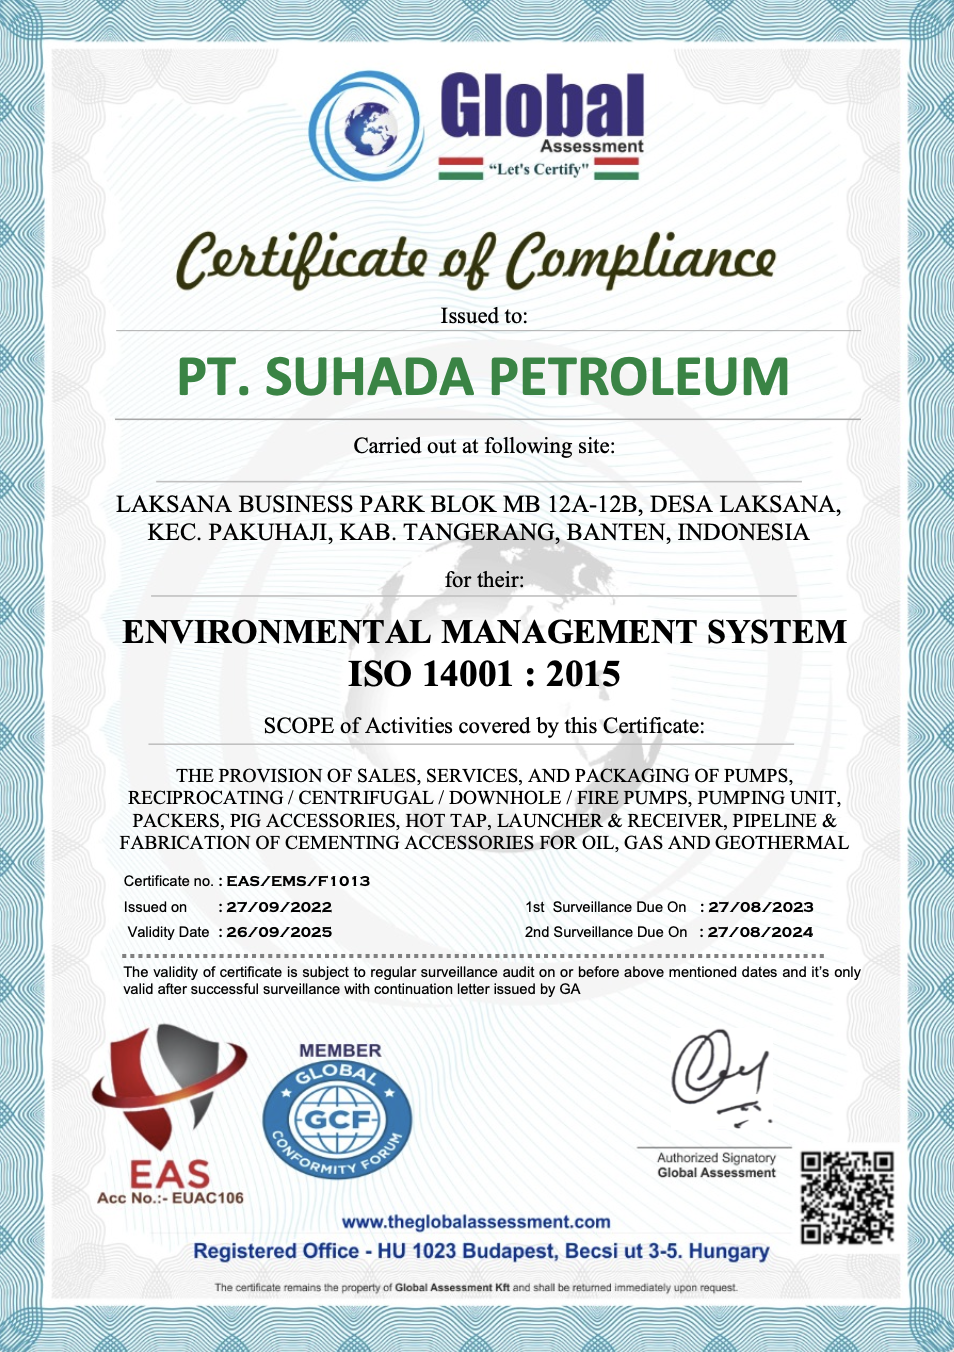 Global
Assessment
“Let's Certify”
Certificate of Compliance
Issued to:
PT. SUHADA PETROLEUM
Carried out at following site:
LAKSANA BUSINESS PARK BLOK MB 12A-12B, DESA LAKSANA,
KEC. PAKUHAJI, KAB. TANGERANG, BANTEN, INDONESIA
for their:
ENVIRONMENTAL MANAGEMENT SYSTEM
ISO 14001 : 2015
SCOPE of Activities covered by this Certificate:
THE PROVISION OF SALES, SERVICES, AND PACKAGING OF PUMPS,
RECIPROCATING / CENTRIFUGAL / DOWNHOLE / FIRE PUMPS, PUMPING UNIT,
PACKERS, PIG ACCESSORIES, HOT TAP, LAUNCHER & RECEIVER, PIPELINE &
FABRICATION OF CEMENTING ACCESSORIES FOR OIL, GAS AND GEOTHERMAL
Certificate no. : EAS/EMS/F1013
Issued on : 27/09/2022 1st Surveillance Due On : 27/08/2023
Validity Date : 26/09/2025 2nd Surveillance Due On : 27/08/2024
The validity of certificate is subject to regular surveillance audit on or before above mentioned dates and it’s only
valid after successful surveillance with continuation letter issued by GA
EAS
Acc No.:- EUAC106
MEMBER
GLOBAL
GCF
CONFORMITY FORUM
Authorized Signatory
Global Assessment
www.theglobalassessment.com
Registered Office - HU 1023 Budapest, Becsi ut 3-5. Hungary
The certificate remains the property of Global Assessment Kft and shall be returned immediately upon request.